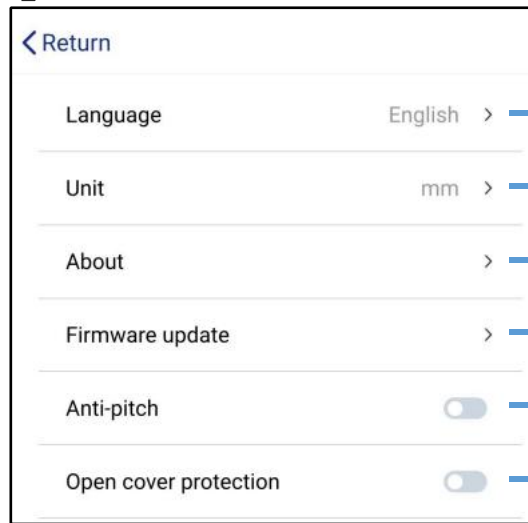 Return
Language English
Unit mm
About
Firmware update
Anti-pitch
Open cover protection